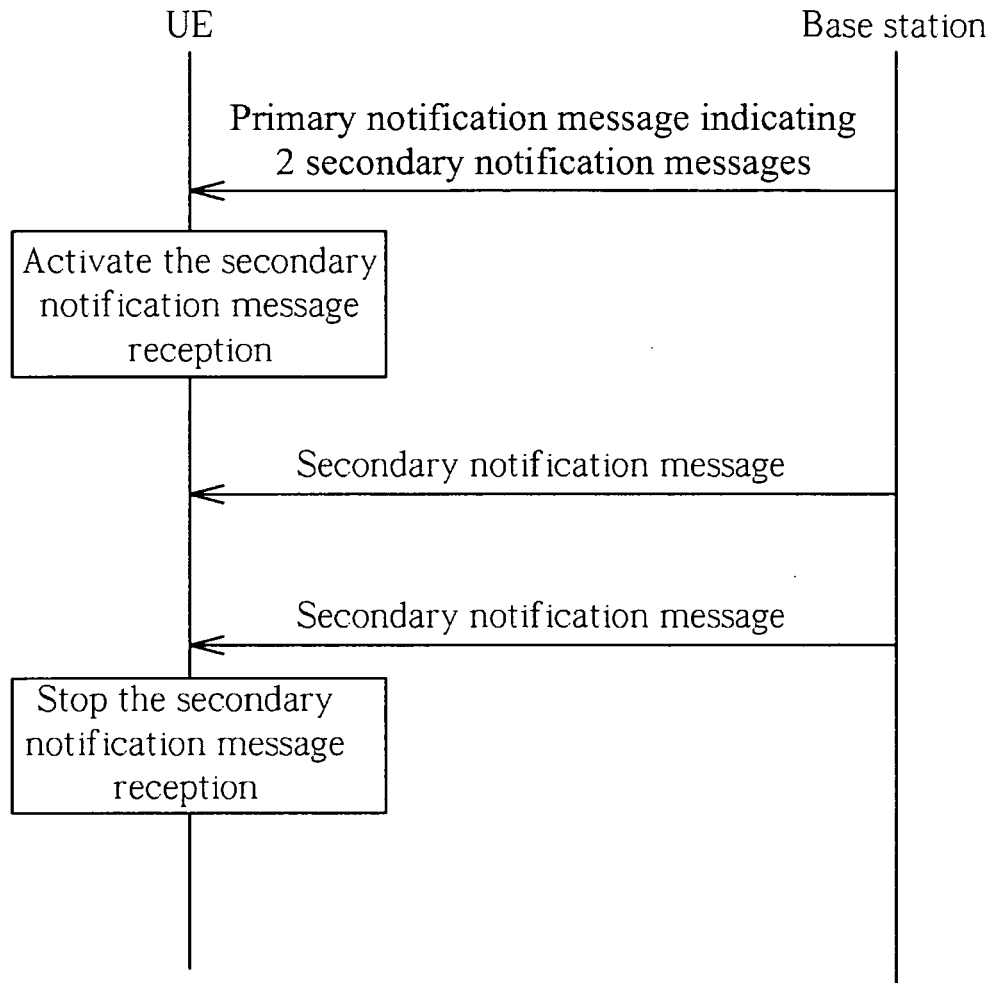 UE
Base station
Primary notification message indicating
2 secondary notification messages
Activate the secondary
notification message
reception
Secondary notification message
Secondary notification message
Stop the secondary
notification message
reception